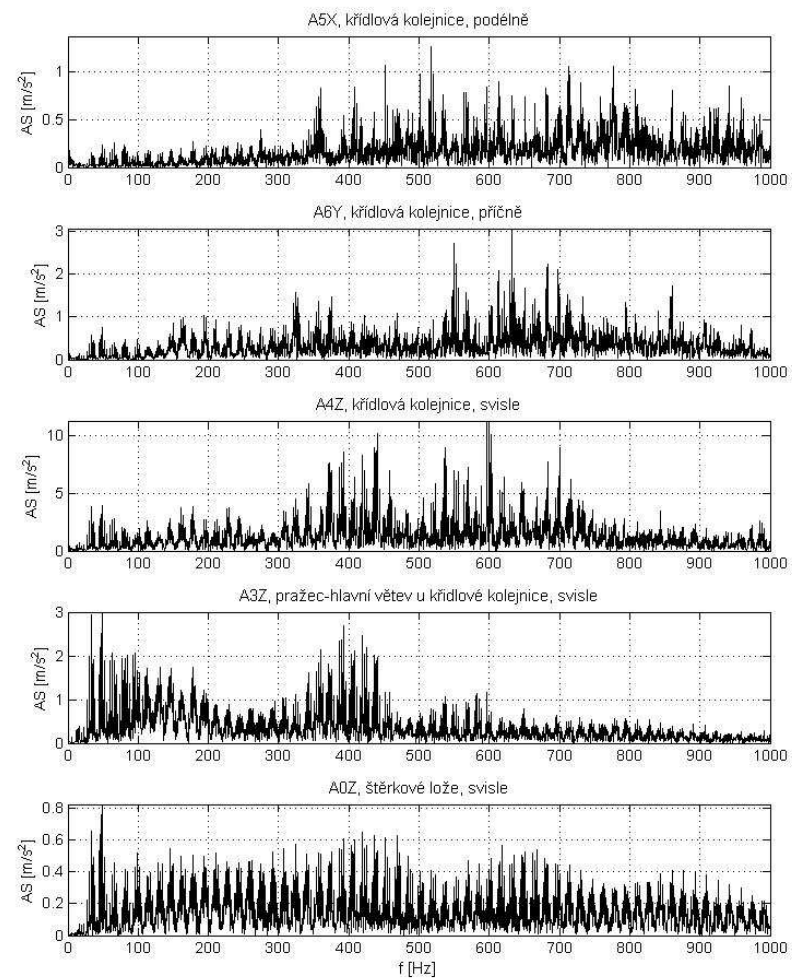 A5X, křídlová kolejnice, podélně
AS [m/s²]
1
0.5
0
0 100 200 300 400 500 600 700 800 900 1000
A6Y, křídlová kolejnice, příčně
AS [m/s²]
3
2
1
0
0 100 200 300 400 500 600 700 800 900 1000
A4Z, křídlová kolejnice, svisle
AS [m/s²]
10
5
0
0 100 200 300 400 500 600 700 800 900 1000
A3Z, pražec-hlavní větev u křidlové kolejnice, svisle
AS [m/s²]
3
2
1
0
0 100 200 300 400 500 600 700 800 900 1000
A0Z, štěrkové lože, svisle
AS [m/s²]
0.8
0.6
0.4
0.2
0
0 100 200 300 400 500 600 700 800 900 1000
f [Hz]